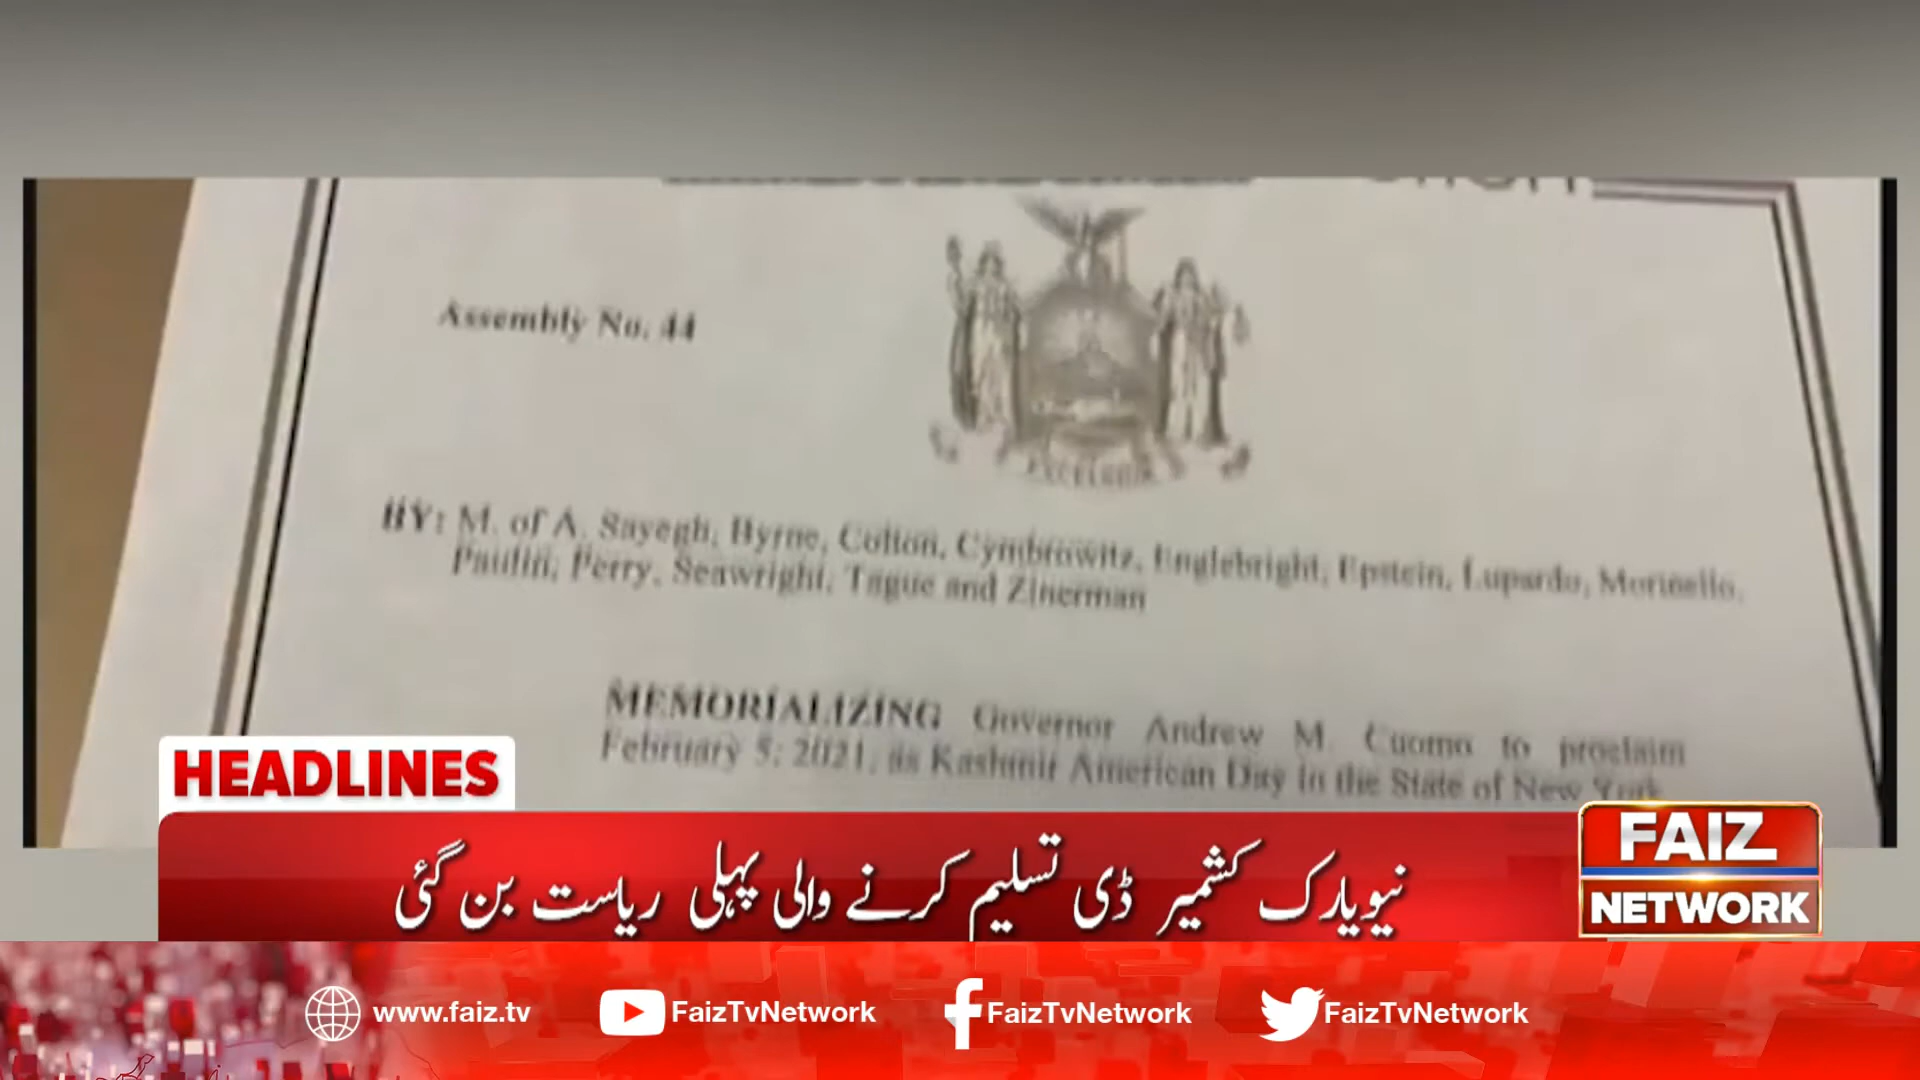 Assembly No. 44
EXCELSIOR
BY: M. of A. Sayegh, Byrne, Colton, Cymbrowitz, Englebright, Epstein, Lupardo, Morinello,
Paulin, Perry, Seawright, Tague and Zinerman
MEMORIALIZING Governor Andrew M. Cuomo to proclaim
February 5, 2021, as Kashmir American Day in the State of New York
HEADLINES
نیویارک کشمیر ڈی تسلیم کرنے والی پہلی ریاست بن گئی
FAIZ
NETWORK
www.faiz.tv FaizTvNetwork FaizTvNetwork FaizTvNetwork